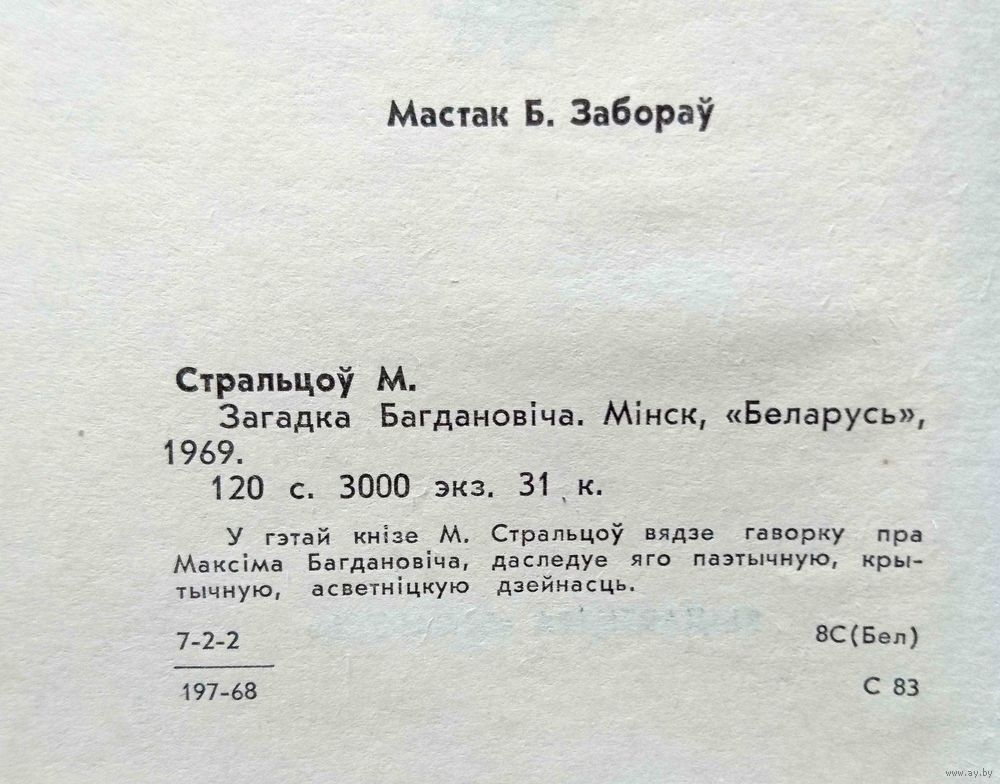 Мастак Б. Забораў
Стральцоў М.
Загадка Багдановіча. Мінск, «Беларусь»,
1969.
120 с. 3000 экз. 31 к.
У гэтай кнізе М. Стральцоў вядзе гаворку пра
Максіма Багдановіча, даследуе яго паэтычную, кры-
тычную, асветніцкую дзейнасць.
7-2-2
8С(Бел)
197-68
С 83
www.ay.by